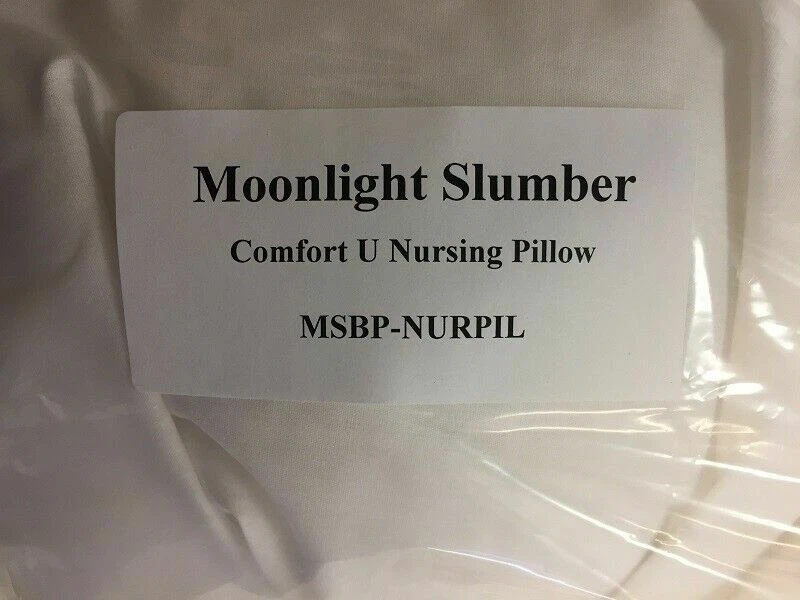 Moonlight Slumber
Comfort U Nursing Pillow
MSBP-NURPIL